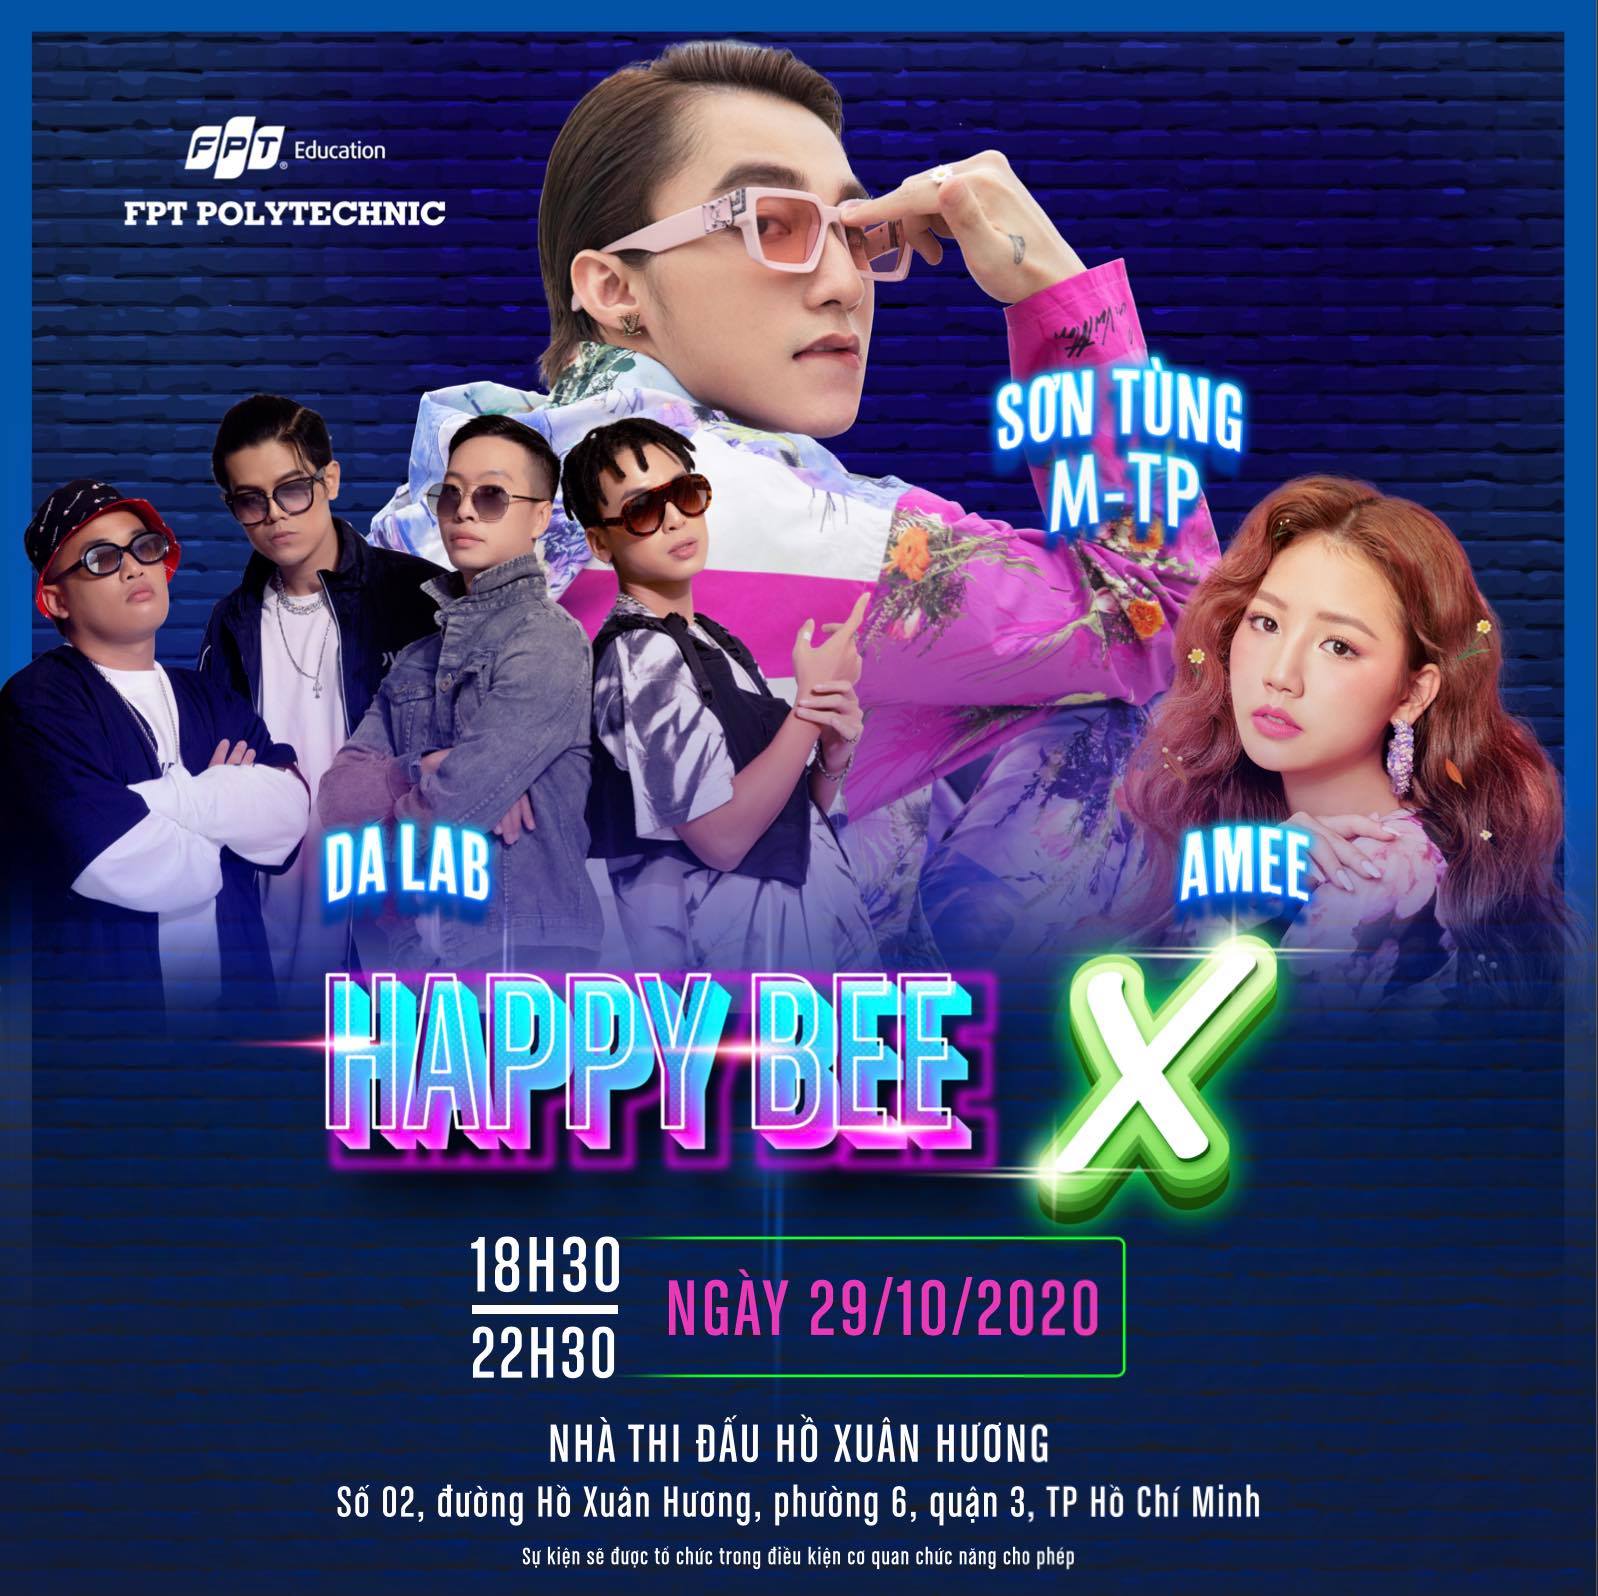 FPT Education
FPT POLYTECHNIC
SƠN TÙNG
M-TP
DA LAB
AMEE
HAPPY BEE X
18H30
22H30
NGÀY 29/10/2020
NHÀ THI ĐẤU HỒ XUÂN HƯƠNG
Số 02, đường Hồ Xuân Hương, phường 6, quận 3, TP Hồ Chí Minh
Sự kiện sẽ được tổ chức trong điều kiện cơ quan chức năng cho phép